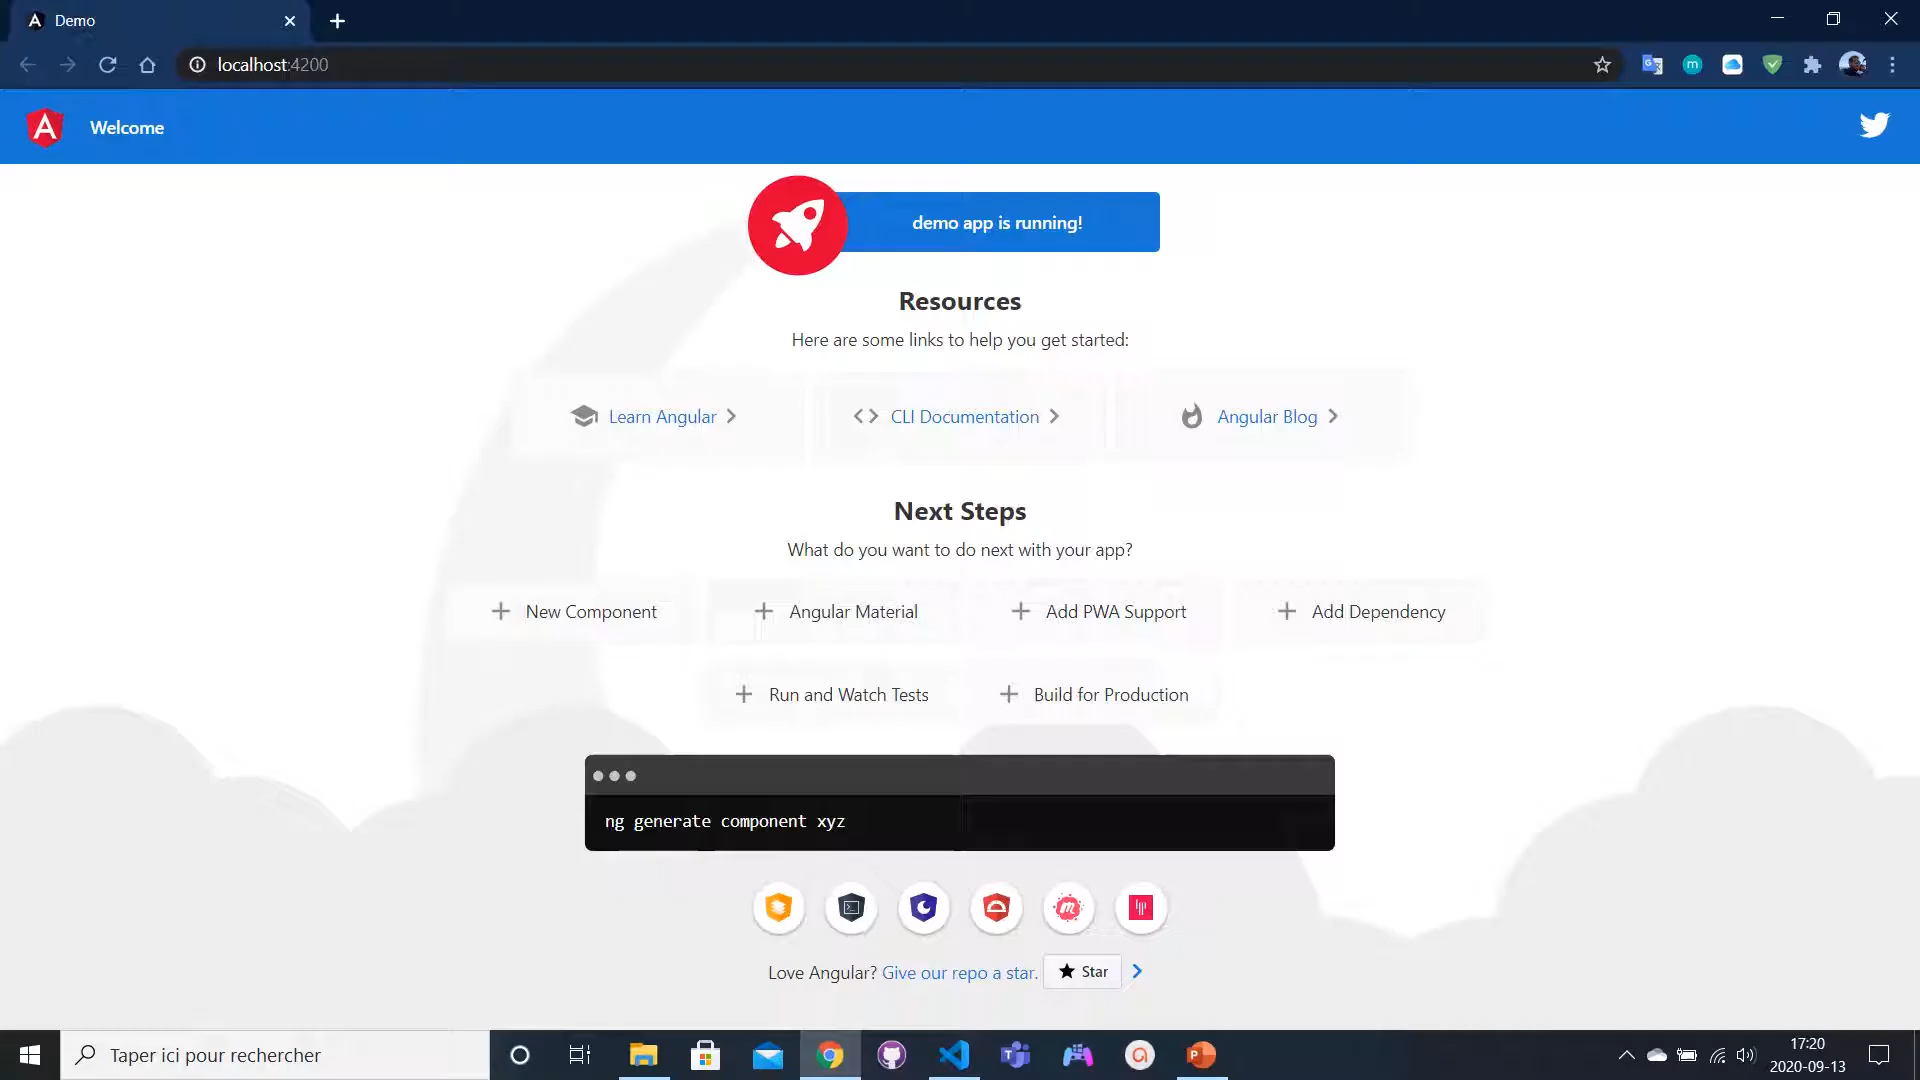 Demo
localhost:4200
Welcome
demo app is running!
Resources
Here are some links to help you get started:
Learn Angular
CLI Documentation
Angular Blog
Next Steps
What do you want to do next with your app?
New Component
Angular Material
Add PWA Support
Add Dependency
Run and Watch Tests
Build for Production
ng generate component xyz
Love Angular? Give our repo a star. Star
Taper ici pour rechercher
17:20
2020-09-13